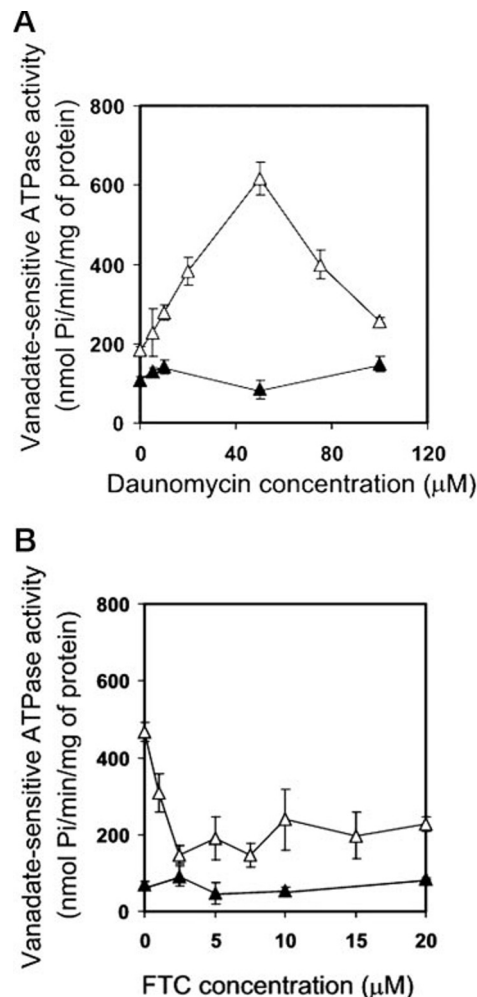 A
Vanadate-sensitive ATPase activity
(nmol Pi/min/mg of protein)
800
600
400
200
0
0 40 80 120
Daunomycin concentration (μM)
B
Vanadate-sensitive ATPase activity
(nmol Pi/min/mg of protein)
800
600
400
200
0
0 5 10 15 20
FTC concentration (μM)